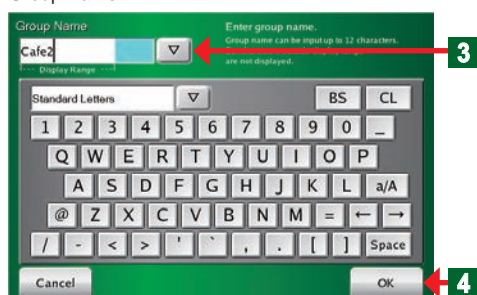 Group Name
Enter group name.
Group name can be input up to 12 characters.
are not displayed.
Cafe2
Display Range
3
Standard Letters
BS CL
1 2 3 4 5 6 7 8 9 0 _
Q W E R T Y U I O P
A S D F G H J K L a/A
@ Z X C V B N M = ← →
/ - < > ' ` , . [ ] Space
Cancel
OK
4